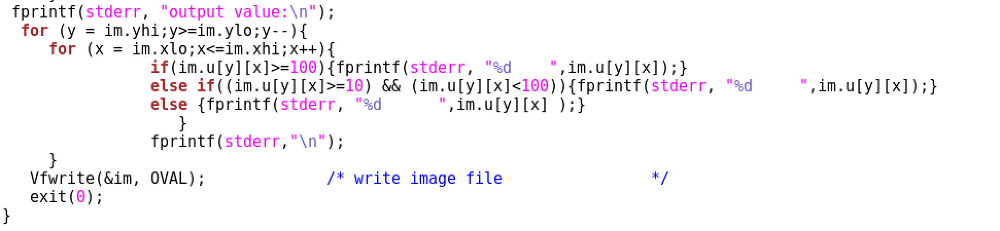 fprintf(stderr, "output value:\n");
for (y = im.yhi;y>=im.ylo;y--){
for (x = im.xlo;x<=im.xhi;x++){
if(im.u[y][x]>=100){fprintf(stderr, "%d    ",im.u[y][x]);}
else if((im.u[y][x]>=10) && (im.u[y][x]<100)){fprintf(stderr, "%d     ",im.u[y][x]);}
else {fprintf(stderr, "%d      ",im.u[y][x] );}
}
fprintf(stderr,"\n");
}
Vfwrite(&im, OVAL);             /* write image file                */
exit(0);
}